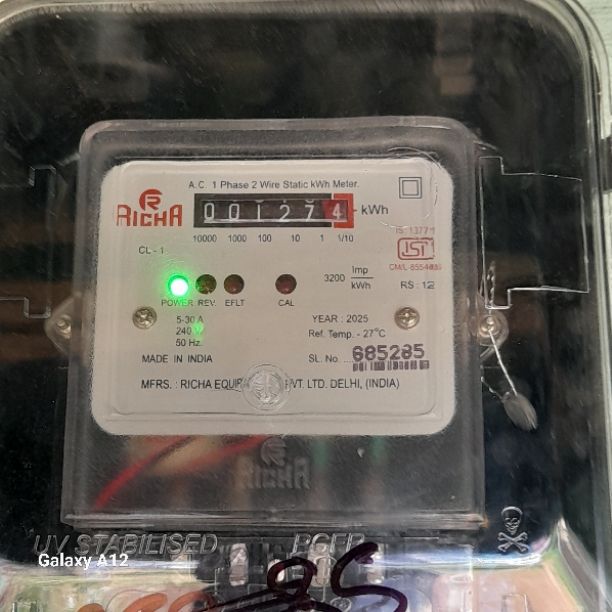 A.C. 1 Phase 2 Wire Static kWh Meter.
RICHA
001274 kWh
10000 1000 100 10 1 1/10
IS:13779
ISI
CL - 1
3200 Imp/kWh
RS : 12
POWER REV. EFLT CAL
5-30 A
240
50 Hz.
YEAR : 2025
Ref. Temp. - 27°C
MADE IN INDIA
SL. No. 685285
MFRS. : RICHA PVT. LTD. DELHI, (INDIA)
RICHA
UV STABILISED
Galaxy A12